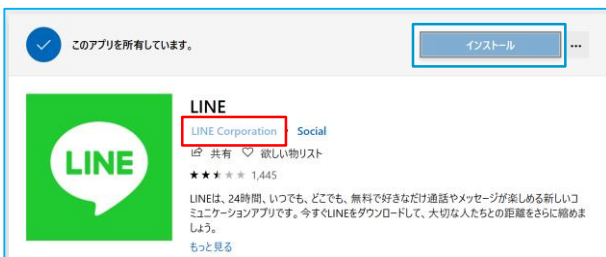 このアプリを所有しています。
インストール
LINE
LINE
LINE Corporation • Social
共有 欲しい物リスト
1,445
LINEは、24時間、いつでも、どこでも、無料で好きなだけ通話やメッセージが楽しめる新しいコ
ミュニケーションアプリです。今すぐLINEをダウンロードして、大切な人たちとの距離をさらに縮めま
しょう。
もっと見る